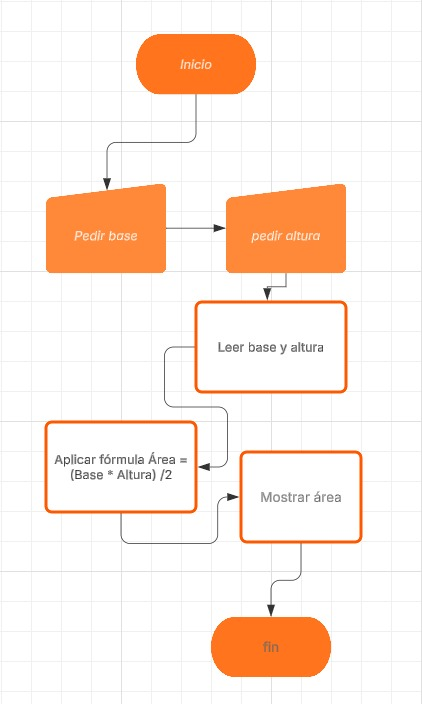 Inicio
Pedir base
pedir altura
Leer base y altura
Aplicar fórmula Área =
(Base * Altura) /2
Mostrar área
fin